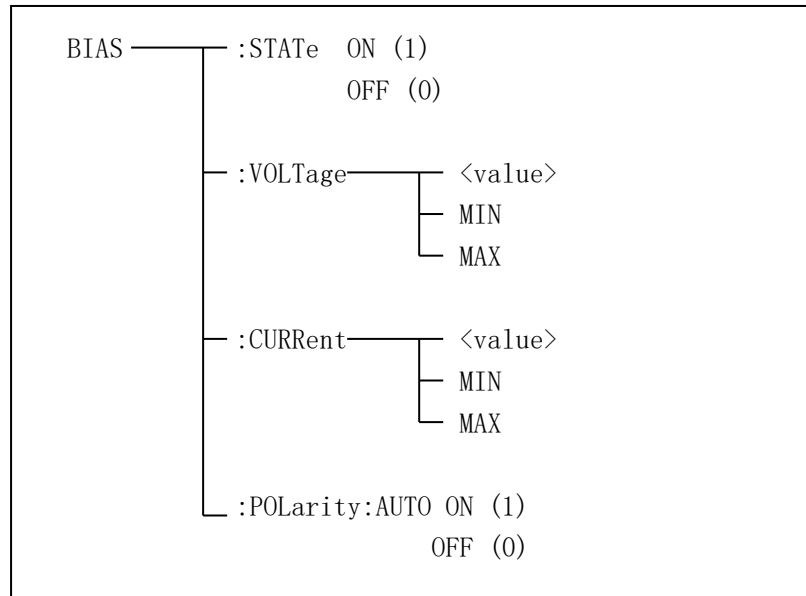 BIAS :STATe ON (1)
OFF (0)
:VOLTage <value>
MIN
MAX
:CURRent <value>
MIN
MAX
:POLarity:AUTO ON (1)
OFF (0)